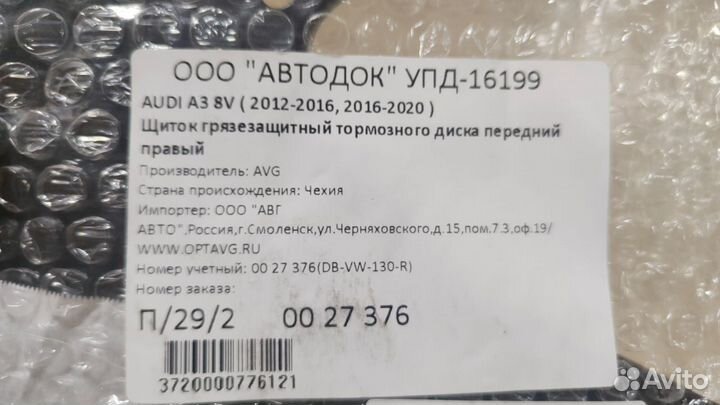 ООО "АВТОДОК" УПД-16199
AUDI A3 8V ( 2012-2016, 2016-2020 )
Щиток грязезащитный тормозного диска передний
правый
Производитель: AVG
Страна происхождения: Чехия
Импортер: ООО "АВГ
АВТО",Россия,г.Смоленск,ул.Черняховского,д.15,пом.7.3,оф.19/
WWW.OPTAVG.RU
Номер учетный: 00 27 376(DB-VW-130-R)
Номер заказа:
П/29/2 00 27 376
3720000776121
Avito